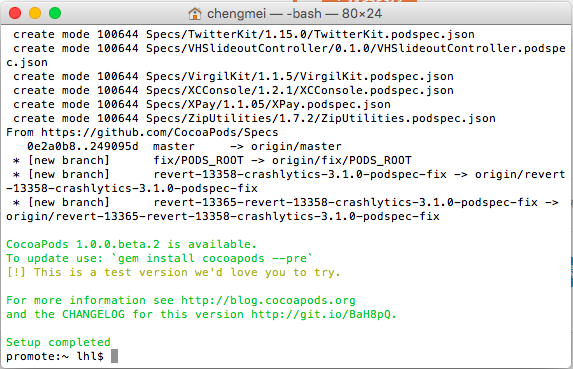 chengmei — -bash — 80×24
create mode 100644 Specs/TwitterKit/1.15.0/TwitterKit.podspec.json
create mode 100644 Specs/VHSlideoutController/0.1.0/VHSlideoutController.podspe
c.json
create mode 100644 Specs/VirgilKit/1.1.5/VirgilKit.podspec.json
create mode 100644 Specs/XCConsole/1.2.1/XCConsole.podspec.json
create mode 100644 Specs/XPay/1.1.05/XPay.podspec.json
create mode 100644 Specs/ZipUtilities/1.7.2/ZipUtilities.podspec.json
From https://github.com/CocoaPods/Specs
   0e2a0b8..249095d  master     -> origin/master
 * [new branch]      fix/PODS_ROOT -> origin/fix/PODS_ROOT
 * [new branch]      revert-13358-crashlytics-3.1.0-podspec-fix -> origin/revert
-13358-crashlytics-3.1.0-podspec-fix
 * [new branch]      revert-13365-revert-13358-crashlytics-3.1.0-podspec-fix ->
origin/revert-13365-revert-13358-crashlytics-3.1.0-podspec-fix
CocoaPods 1.0.0.beta.2 is available.
To update use: `gem install cocoapods --pre`
[!] This is a test version we'd love you to try.
For more information see http://blog.cocoapods.org
and the CHANGELOG for this version http://git.io/BaH8pQ.
Setup completed
promote:~ lhl$